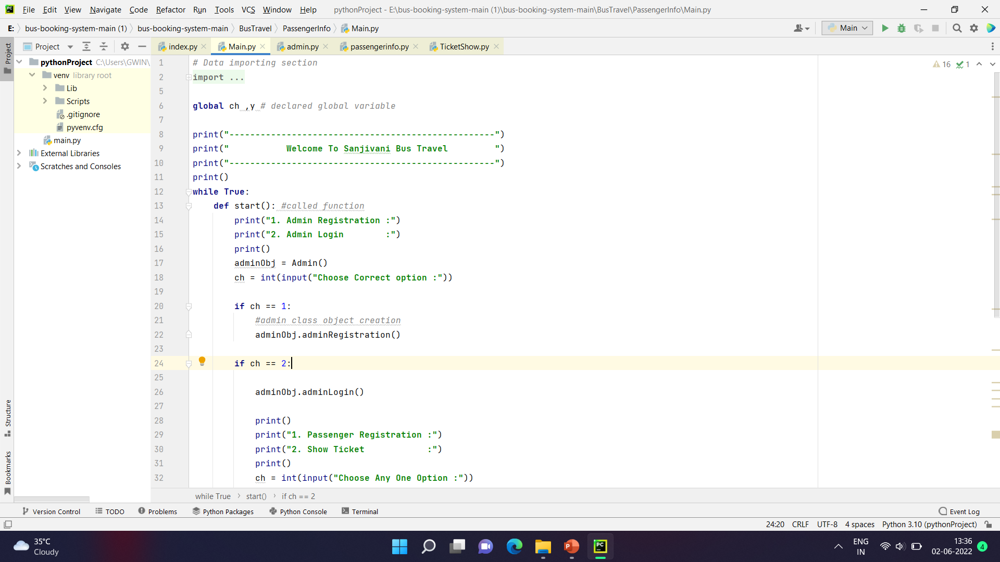 PC File Edit View Navigate Code Refactor Run Tools VCS Window Help pythonProject - E:\bus-booking-system-main (1)\bus-booking-system-main\BusTravel\PassengerInfo\Main.py
E: bus-booking-system-main (1) bus-booking-system-main BusTravel PassengerInfo Main.py Main
Project index.py Main.py admin.py passengerinfo.py TicketShow.py
Project
pythonProject C:\Users\GWIN\
venv library root
Lib
Scripts
.gitignore
pyvenv.cfg
main.py
External Libraries
Scratches and Consoles
Structure
Bookmarks
16 1
1 # Data importing section
2 import ...
5
6 global ch ,y # declared global variable
7
8 print("---------------------------------------------------")
9 print("           Welcome To Sanjivani Bus Travel         ")
10 print("---------------------------------------------------")
11 print()
12 while True:
13     def start(): #called function
14         print("1. Admin Registration :")
15         print("2. Admin Login        :")
16         print()
17         adminObj = Admin()
18         ch = int(input("Choose Correct option :"))
19
20         if ch == 1:
21             #admin class object creation
22             adminObj.adminRegistration()
23
24         if ch == 2:
25
26             adminObj.adminLogin()
27
28             print()
29             print("1. Passenger Registration :")
30             print("2. Show Ticket            :")
31             print()
32             ch = int(input("Choose Any One Option :"))
while True start() if ch == 2
Version Control TODO Problems Python Packages Python Console Terminal Event Log
24:20 CRLF UTF-8 4 spaces Python 3.10 (pythonProject)
35°C
Cloudy
P
PC
ENG
IN
13:36
02-06-2022
4